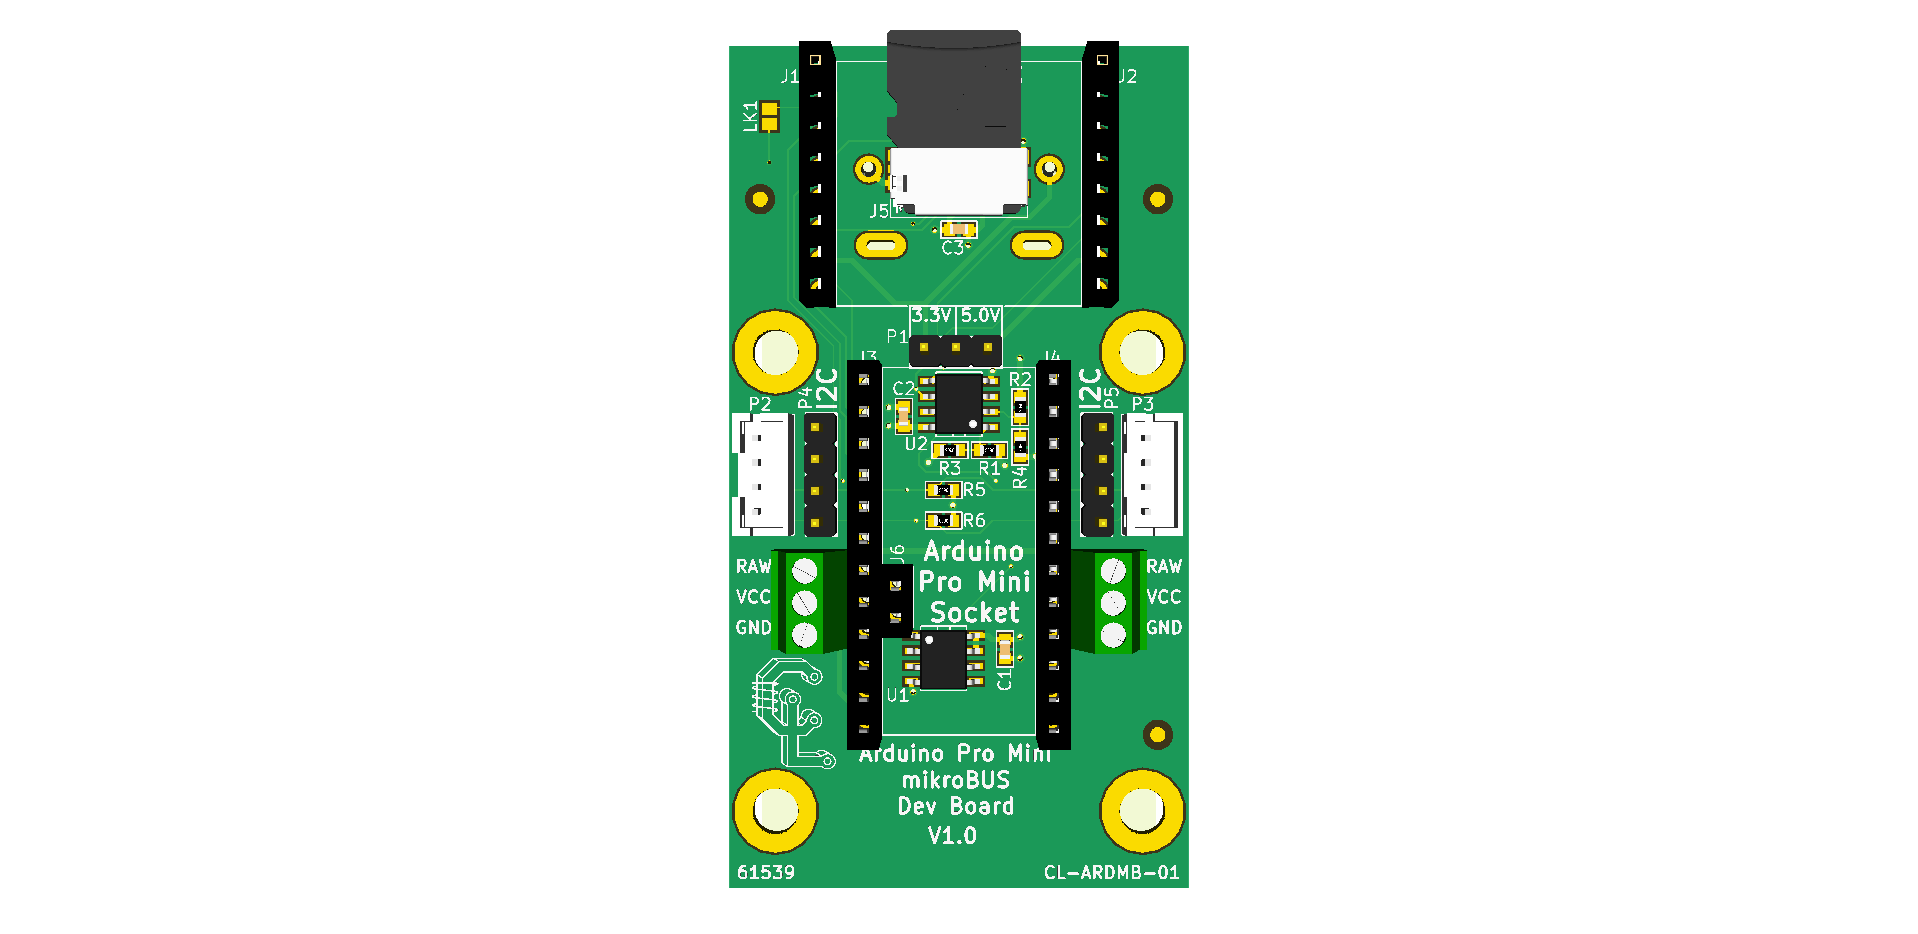 J1
J2
LK1
J5
C3
3.3V
5.0V
P1
J3
J4
I2C
P4
P2
C2
R2
I2C
P5
P3
U2
R3
R1
R4
R5
R6
J6
Arduino
Pro Mini
Socket
RAW
VCC
GND
RAW
VCC
GND
U1
C1
Arduino Pro Mini
mikroBUS
Dev Board
V1.0
61539
CL-ARDMB-01